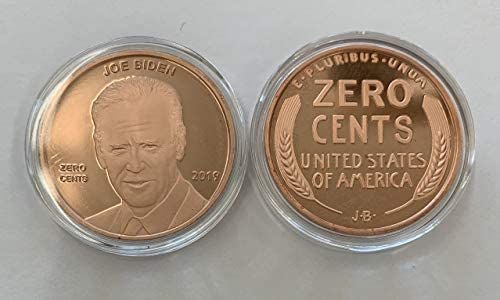 JOE BIDEN
ZERO
CENTS
2019
E·PLURIBUS·UNUM
ZERO
CENTS
UNITED STATES
OF AMERICA
J·B·